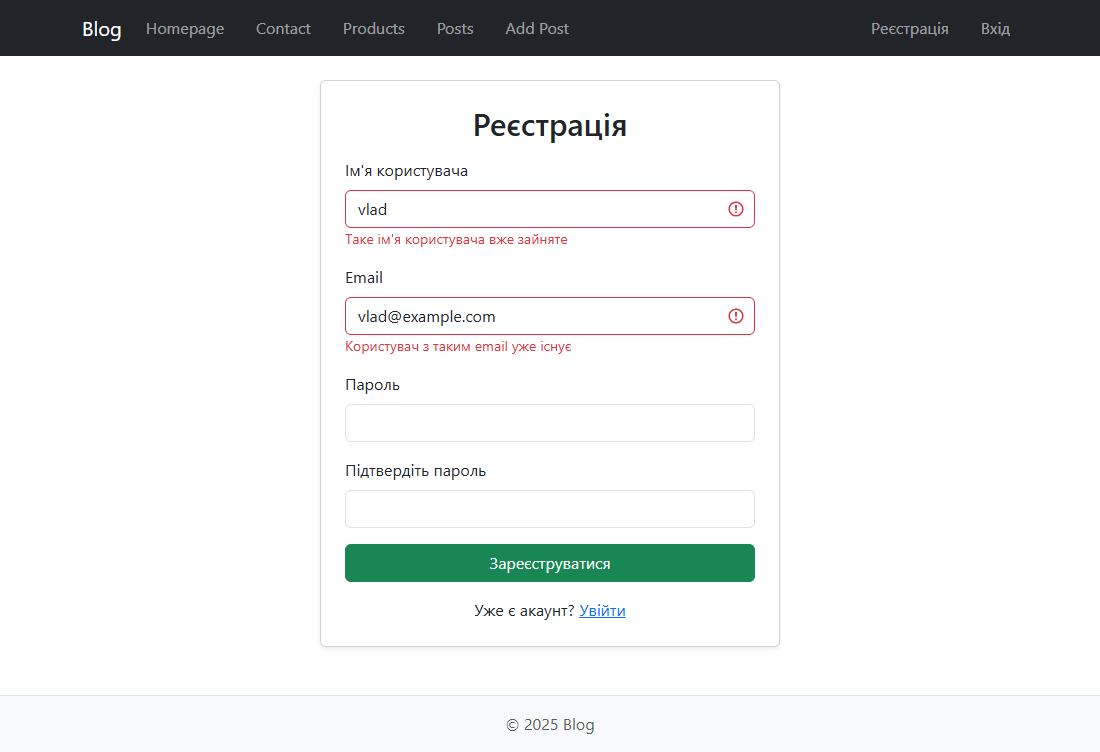 Blog Homepage Contact Products Posts Add Post Реєстрація Вхід
Реєстрація
Ім'я користувача
vlad
Таке ім'я користувача вже зайняте
Email
vlad@example.com
Користувач з таким email уже існує
Пароль
Підтвердіть пароль
Зареєструватися
Уже є акаунт? Увійти
© 2025 Blog